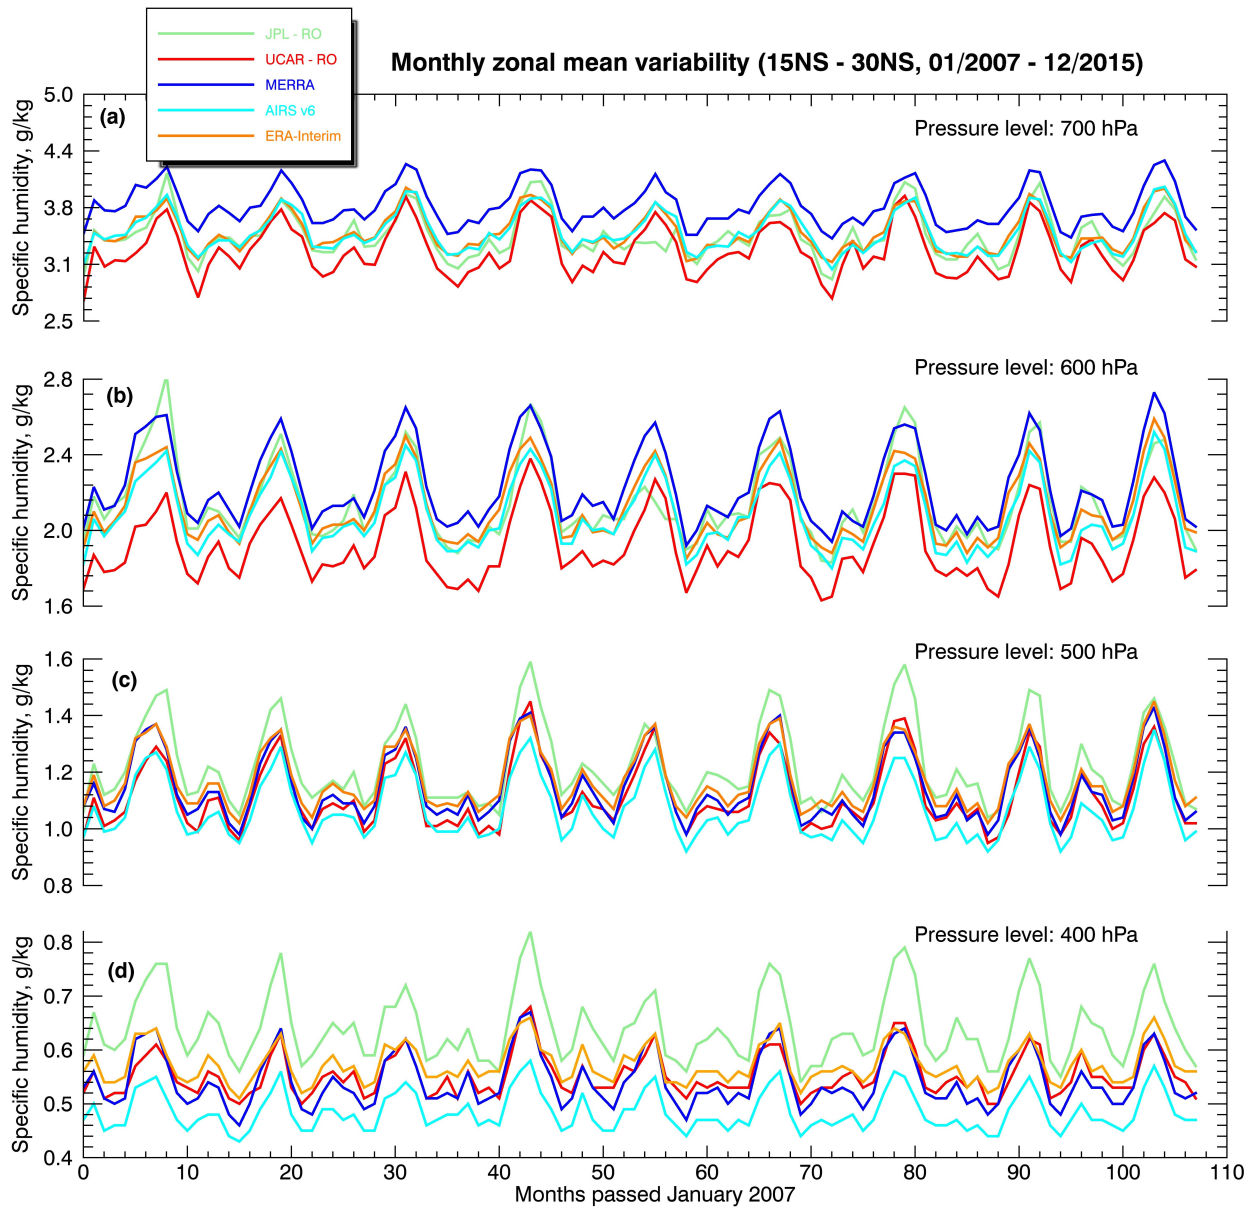 JPL - RO
UCAR - RO
MERRA
AIRS v6
ERA-Interim
Monthly zonal mean variability (15NS - 30NS, 01/2007 - 12/2015)
(a)
Pressure level: 700 hPa
Specific humidity, g/kg
5.0
4.4
3.8
3.1
2.5
(b)
Pressure level: 600 hPa
Specific humidity, g/kg
2.8
2.4
2.0
1.6
(c)
Pressure level: 500 hPa
Specific humidity, g/kg
1.6
1.4
1.2
1.0
0.8
(d)
Pressure level: 400 hPa
Specific humidity, g/kg
0.8
0.7
0.6
0.5
0.4
0 10 20 30 40 50 60 70 80 90 100 110
Months passed January 2007